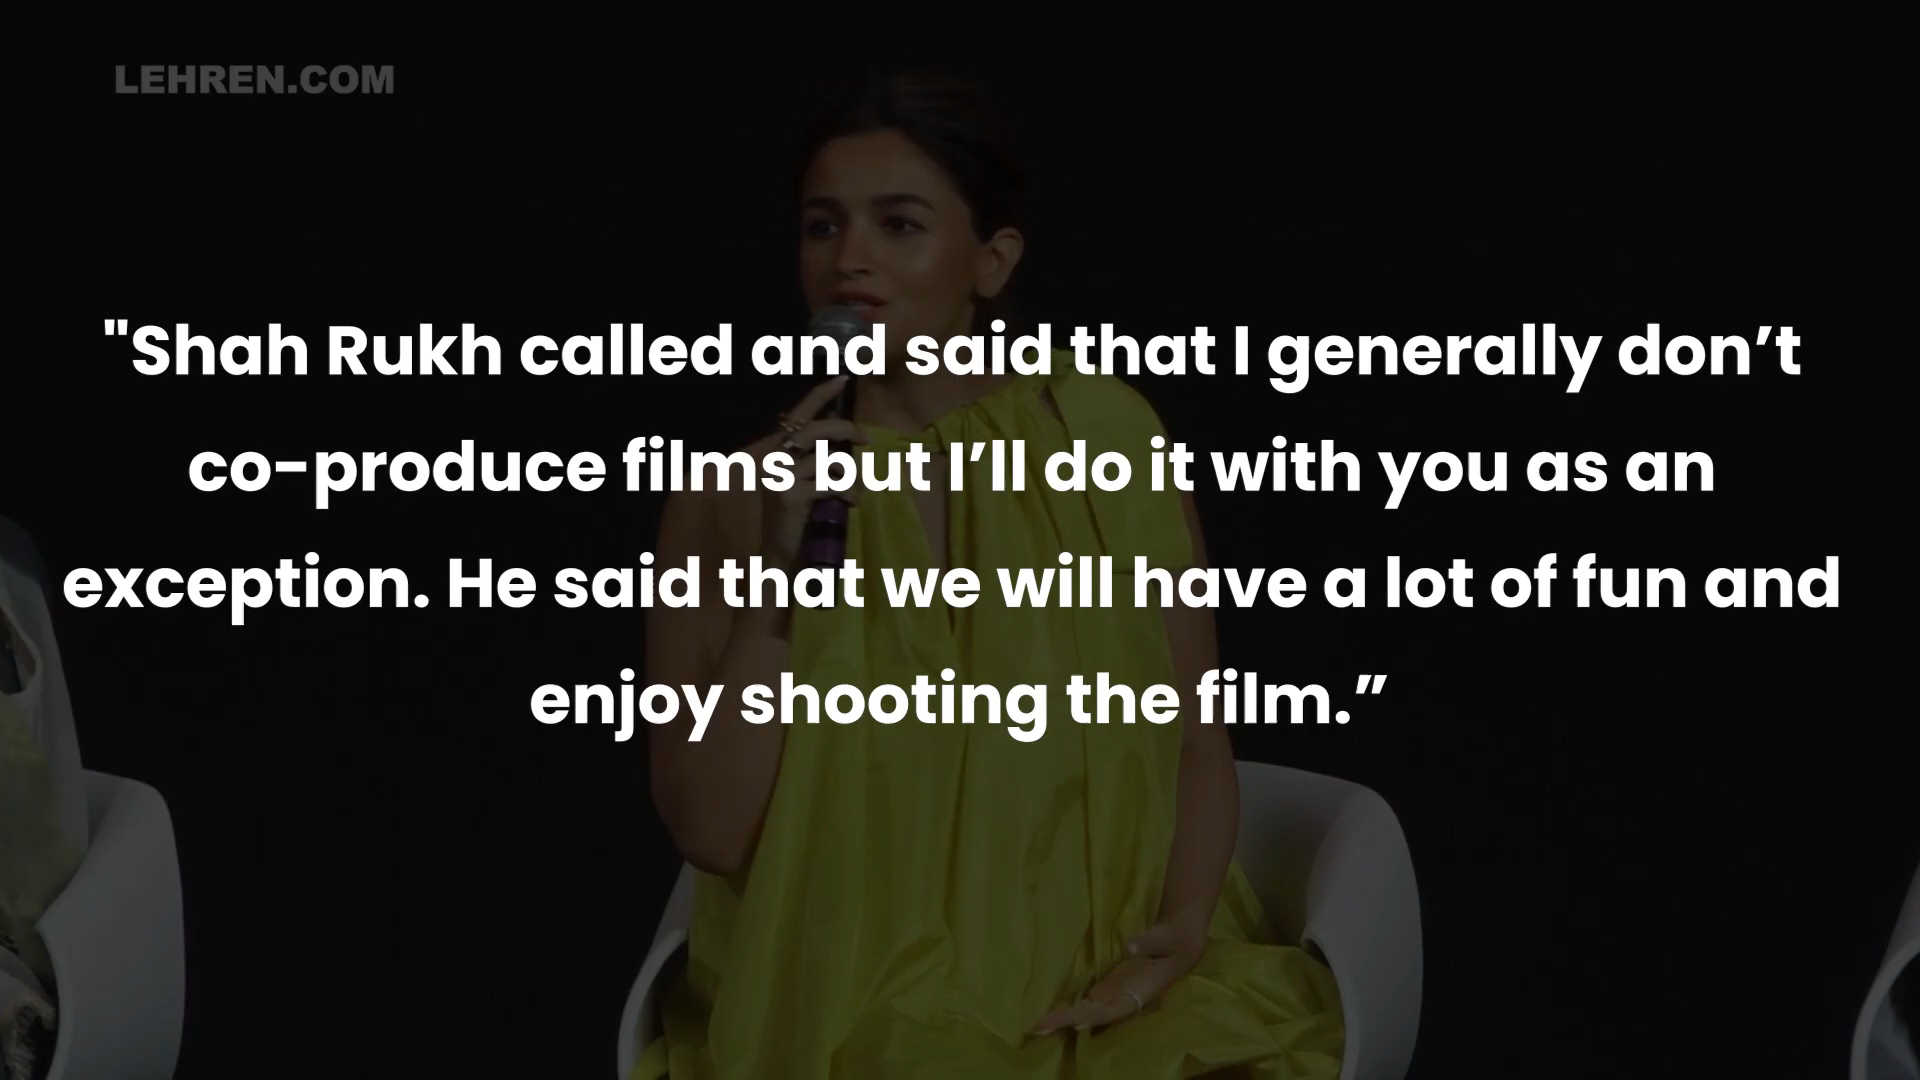 LEHREN.COM
"Shah Rukh called and said that I generally don’t
co-produce films but I’ll do it with you as an
exception. He said that we will have a lot of fun and
enjoy shooting the film.”